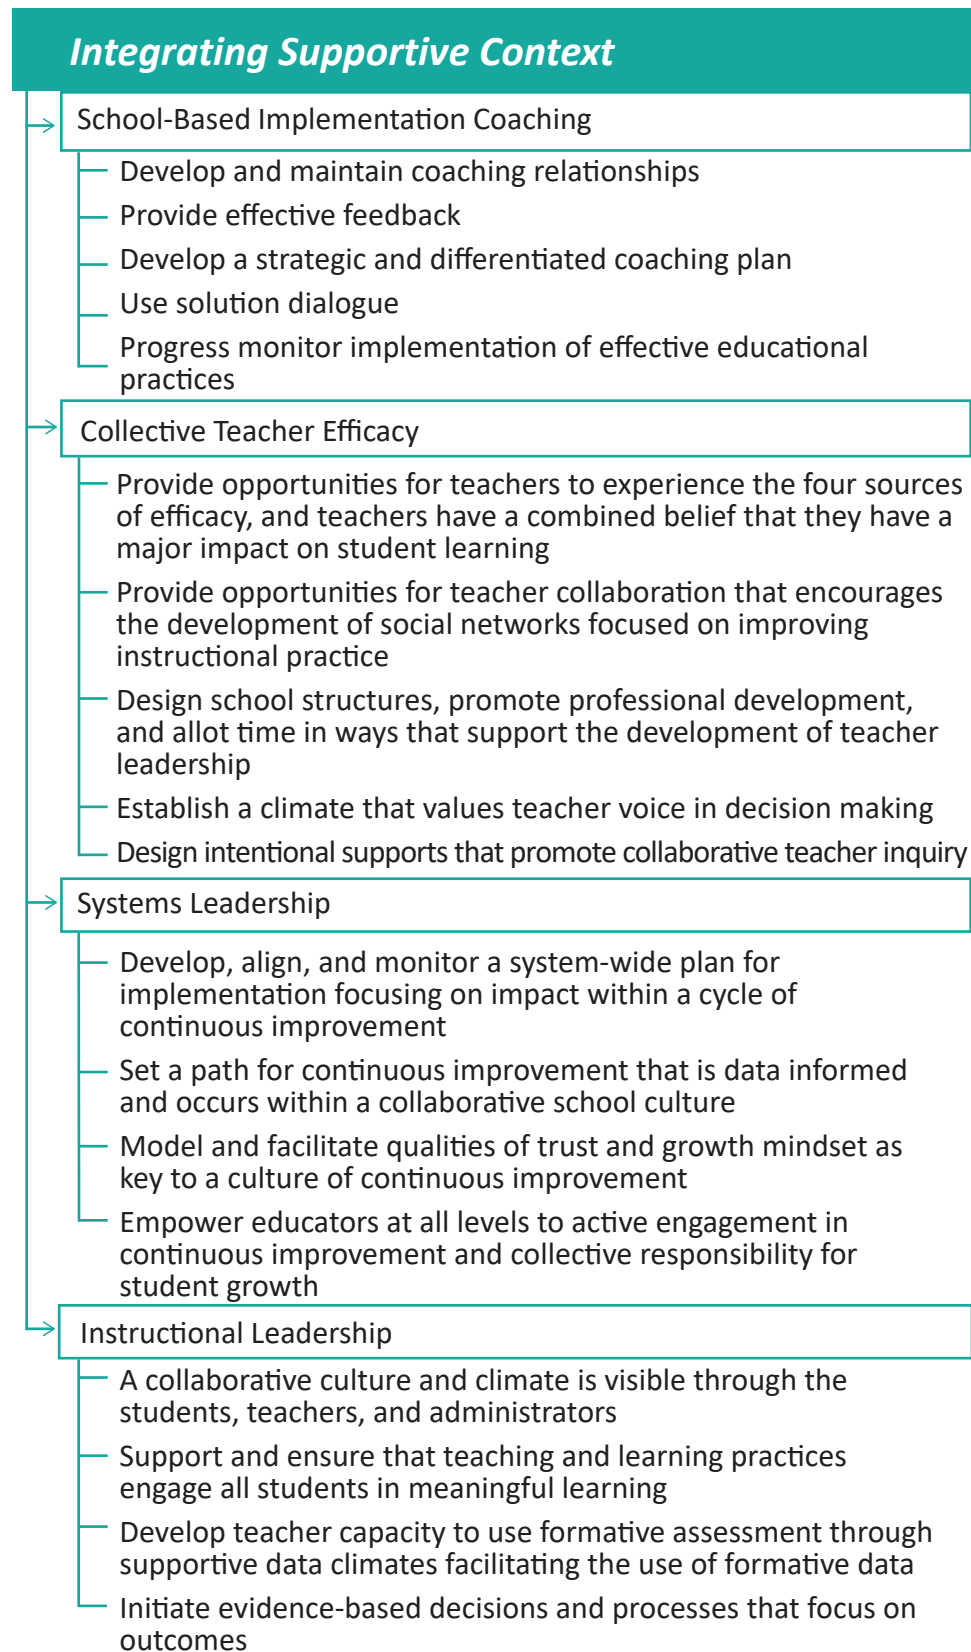 Integrating Supportive Context
School-Based Implementation Coaching
Develop and maintain coaching relationships
Provide effective feedback
Develop a strategic and differentiated coaching plan
Use solution dialogue
Progress monitor implementation of effective educational
practices
Collective Teacher Efficacy
Provide opportunities for teachers to experience the four sources
of efficacy, and teachers have a combined belief that they have a
major impact on student learning
Provide opportunities for teacher collaboration that encourages
the development of social networks focused on improving
instructional practice
Design school structures, promote professional development,
and allot time in ways that support the development of teacher
leadership
Establish a climate that values teacher voice in decision making
Design intentional supports that promote collaborative teacher inquiry
Systems Leadership
Develop, align, and monitor a system-wide plan for
implementation focusing on impact within a cycle of
continuous improvement
Set a path for continuous improvement that is data informed
and occurs within a collaborative school culture
Model and facilitate qualities of trust and growth mindset as
key to a culture of continuous improvement
Empower educators at all levels to active engagement in
continuous improvement and collective responsibility for
student growth
Instructional Leadership
A collaborative culture and climate is visible through the
students, teachers, and administrators
Support and ensure that teaching and learning practices
engage all students in meaningful learning
Develop teacher capacity to use formative assessment through
supportive data climates facilitating the use of formative data
Initiate evidence-based decisions and processes that focus on
outcomes